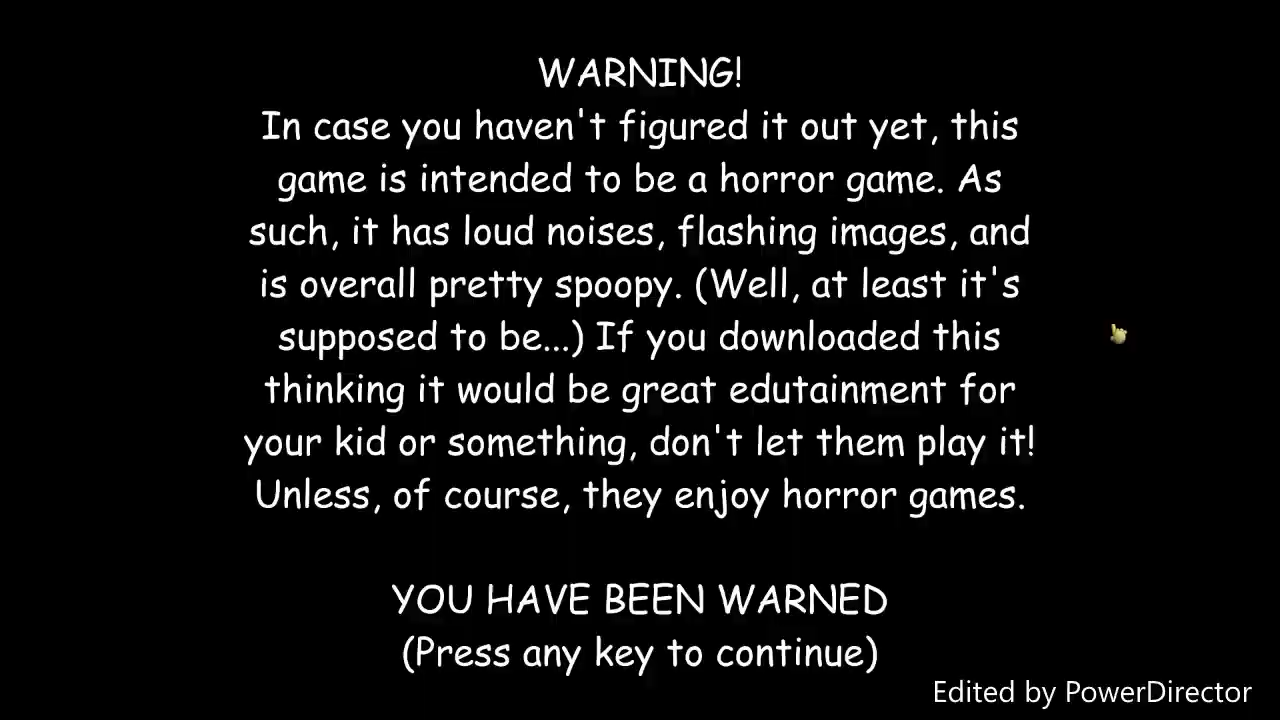 WARNING!
In case you haven't figured it out yet, this
game is intended to be a horror game. As
such, it has loud noises, flashing images, and
is overall pretty spoopy. (Well, at least it's
supposed to be...) If you downloaded this
thinking it would be great edutainment for
your kid or something, don't let them play it!
Unless, of course, they enjoy horror games.
YOU HAVE BEEN WARNED
(Press any key to continue)
Edited by PowerDirector